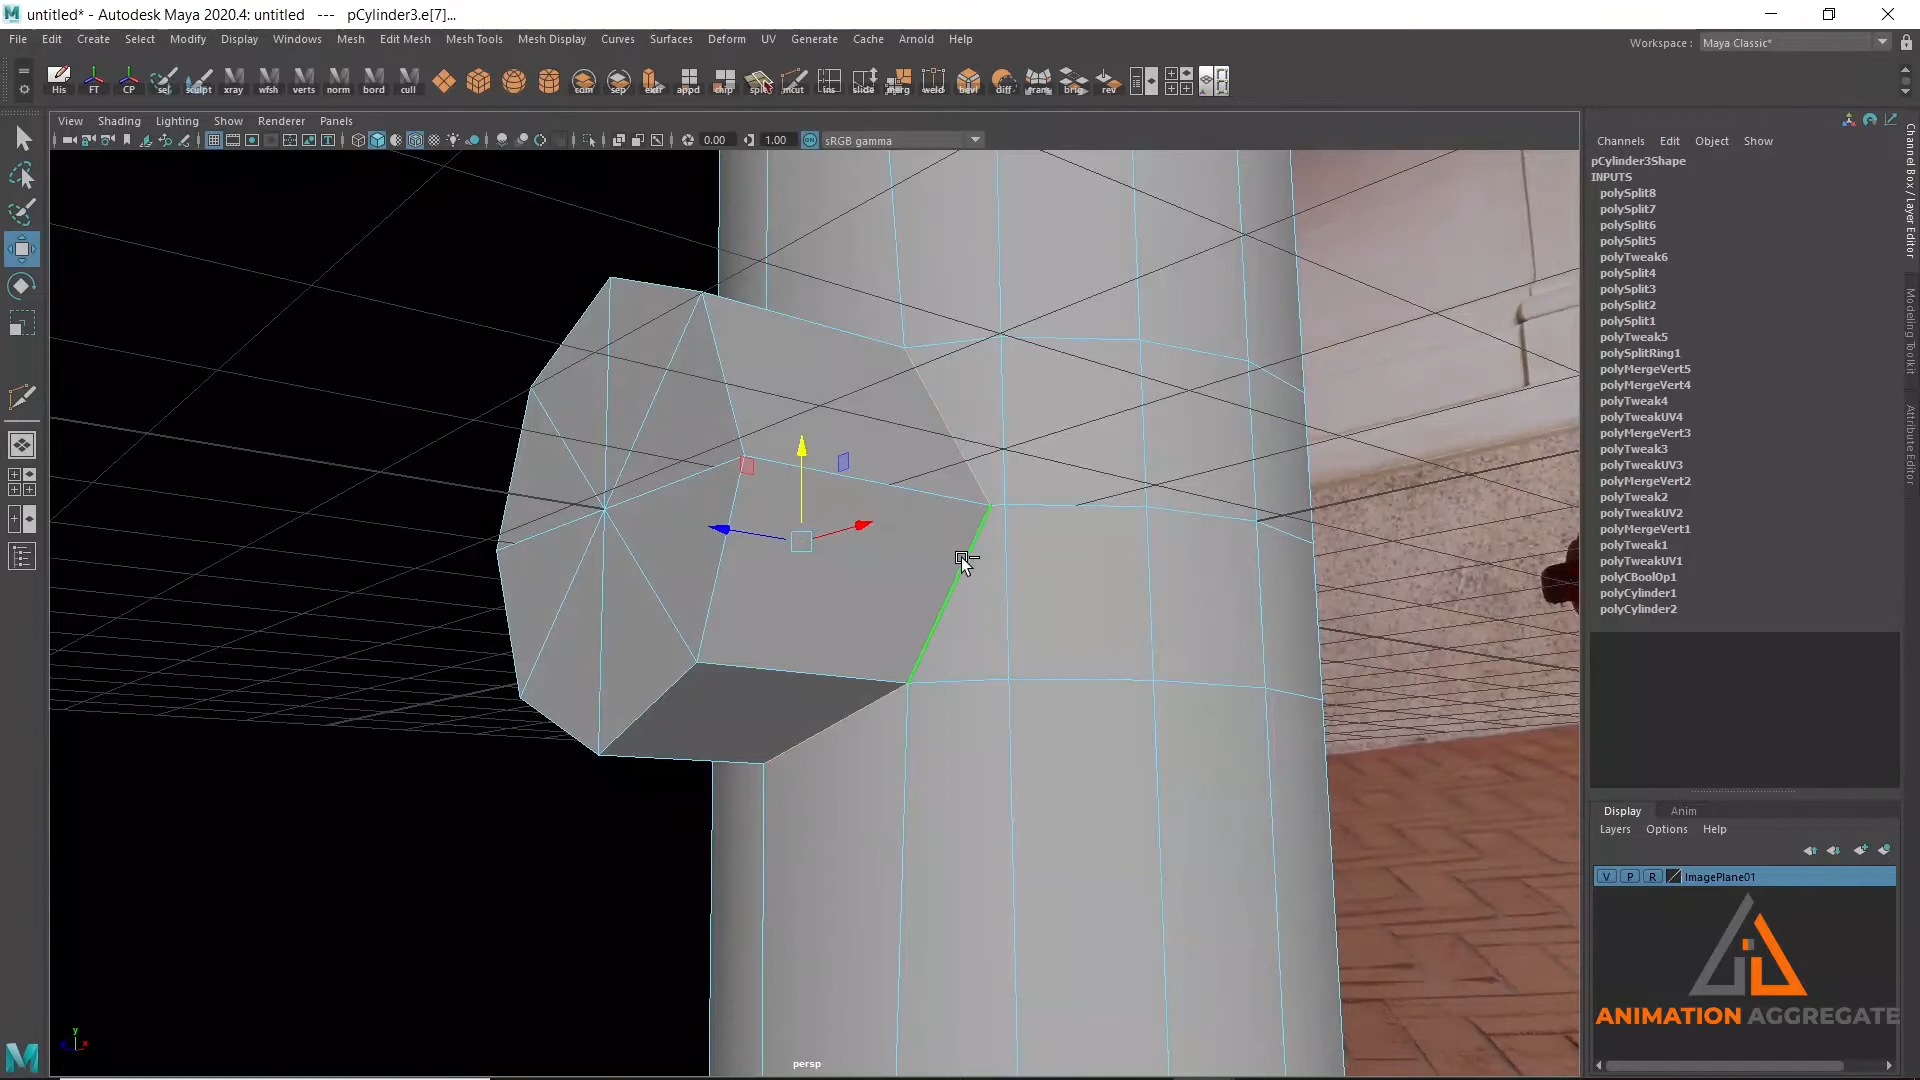 untitled* - Autodesk Maya 2020.4: untitled   ---   pCylinder3.e[7]...
File Edit Create Select Modify Display Windows Mesh Edit Mesh Mesh Tools Mesh Display Curves Surfaces Deform UV Generate Cache Arnold Help
Workspace : Maya Classic*
His FT CP sel sculpt xray wfsh verts norm bord cull com sep extr appd chip split mcut ins slide merg weld bevl diff trans brig rev
View Shading Lighting Show Renderer Panels
0.00 1.00 sRGB gamma
Channels Edit Object Show
pCylinder3Shape
INPUTS
polySplit8
polySplit7
polySplit6
polySplit5
polyTweak6
polySplit4
polySplit3
polySplit2
polySplit1
polyTweak5
polySplitRing1
polyMergeVert5
polyMergeVert4
polyTweak4
polyTweakUV4
polyMergeVert3
polyTweak3
polyTweakUV3
polyMergeVert2
polyTweak2
polyTweakUV2
polyMergeVert1
polyTweak1
polyTweakUV1
polyCBoolOp1
polyCylinder1
polyCylinder2
Channel Box / Layer Editor
Modeling Toolkit
Attribute Editor
Display Anim
Layers Options Help
V P R ImagePlane01
ANIMATION AGGREGATE
persp
y
x